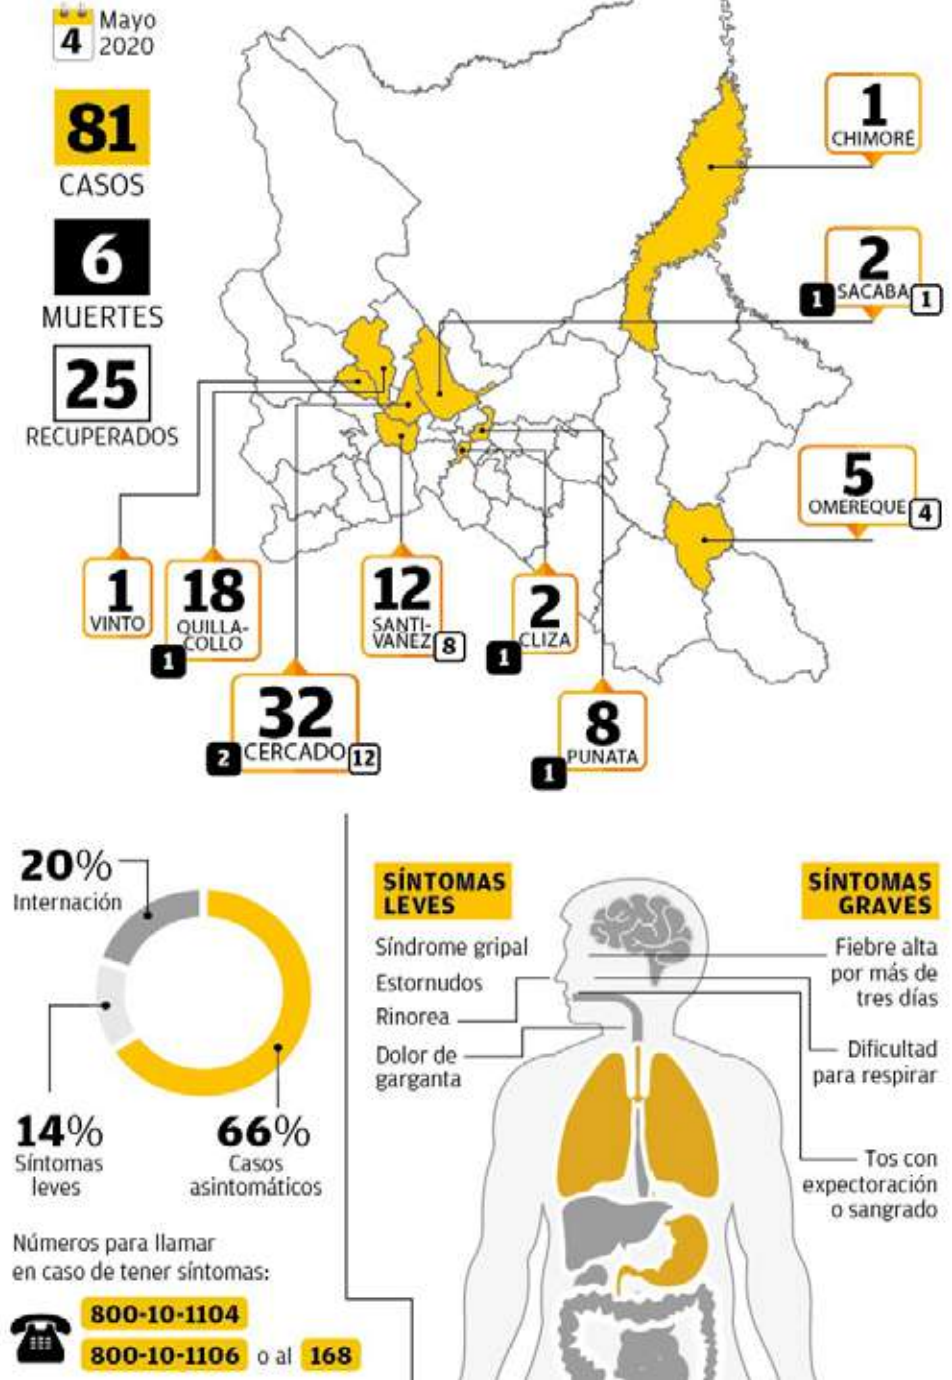 4
Mayo
2020
81
CASOS
6
MUERTES
25
RECUPERADOS
1
CHIMORÉ
2
SACABA
1
1
5
OMEREQUE
4
1
VINTO
18
QUILLA-
COLLO
1
12
SANTI-
VAÑEZ
8
2
CLIZA
1
32
CERCADO
2
12
8
PUNATA
1
20%
Internación
14%
Síntomas
leves
66%
Casos
asintomáticos
Números para llamar
en caso de tener síntomas:
800-10-1104
800-10-1106 o al 168
SÍNTOMAS
LEVES
Síndrome gripal
Estornudos
Rinorea
Dolor de
garganta
SÍNTOMAS
GRAVES
Fiebre alta
por más de
tres días
Dificultad
para respirar
Tos con
expectoración
o sangrado